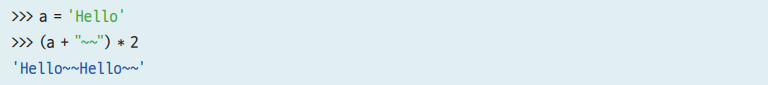 >>> a = 'Hello'
>>> (a + "~~") * 2
'Hello~~Hello~~'